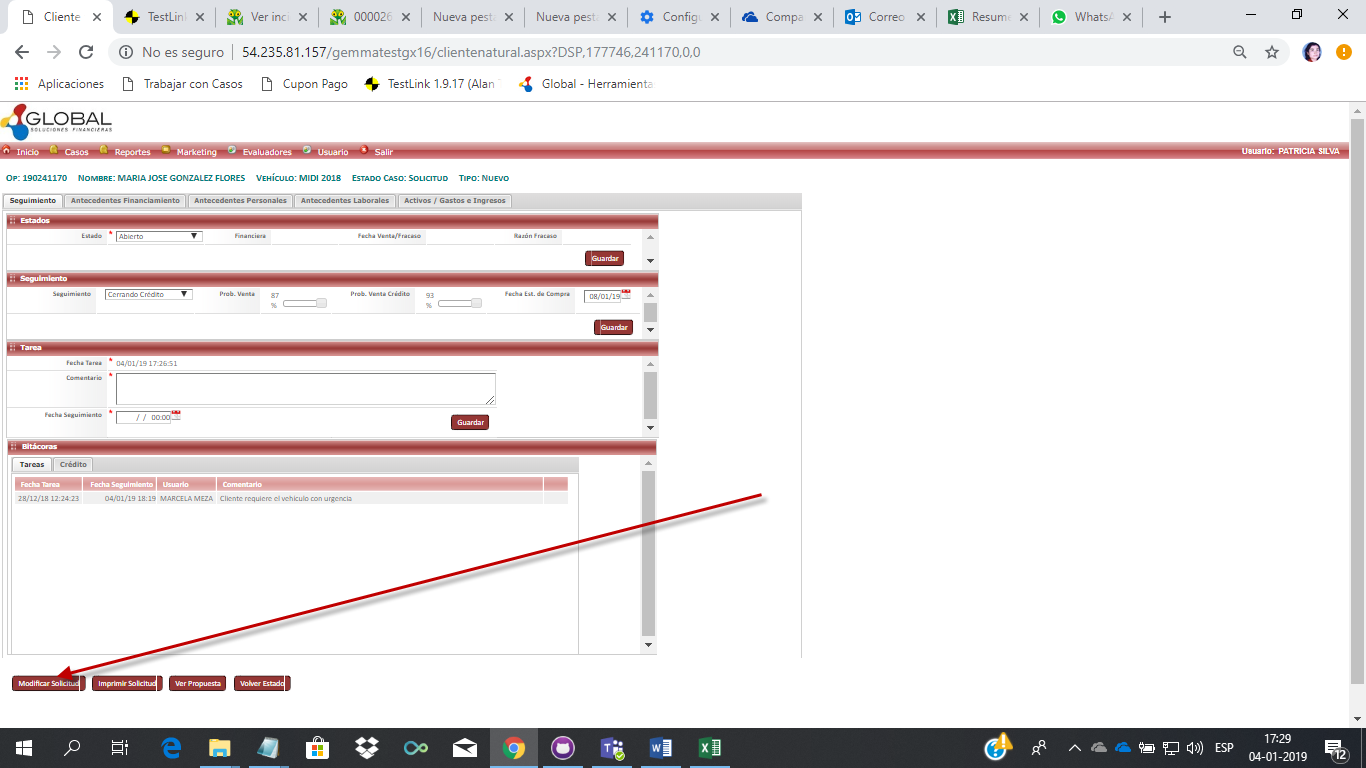 Cliente
TestLink
Ver inci
000026
Nueva pest
Nueva pest
Configu
Compa
Correo
Resum
WhatsA
No es seguro
54.235.81.157/gemmatestgx16/clientenatural.aspx?DSP,177746,241170,0,0
Aplicaciones
Trabajar con Casos
Cupon Pago
TestLink 1.9.17 (Alan
Global - Herramienta
GLOBAL
SOLUCIONES FINANCIERAS
Inicio Casos Reportes Marketing Evaluadores Usuario Salir
Usuario: PATRICIA SILVA
OP: 190241170 NOMBRE: MARIA JOSE GONZALEZ FLORES VEHÍCULO: MIDI 2018 ESTADO CASO: SOLICITUD TIPO: NUEVO
Seguimiento Antecedentes Financiamiento Antecedentes Personales Antecedentes Laborales Activos / Gastos e Ingresos
Estados
Estado * Abierto Financiera Fecha Venta/Fracaso Razón Fracaso
Guardar
Seguimiento
Seguimiento Cerrando Crédito Prob. Venta 87 % Prob. Venta Crédito 93 % Fecha Est. de Compra 08/01/19
Guardar
Tarea
Fecha Tarea * 04/01/19 17:26:51
Comentario *
Fecha Seguimiento * / / 00:00
Guardar
Bitácoras
Tareas Crédito
Fecha Tarea Fecha Seguimiento Usuario Comentario
28/12/18 12:24:23 04/01/19 18:19 MARCELA MEZA Cliente requiere el vehículo con urgencia
Modificar Solicitud Imprimir Solicitud Ver Propuesta Volver Estado
ESP
17:29
04-01-2019
12